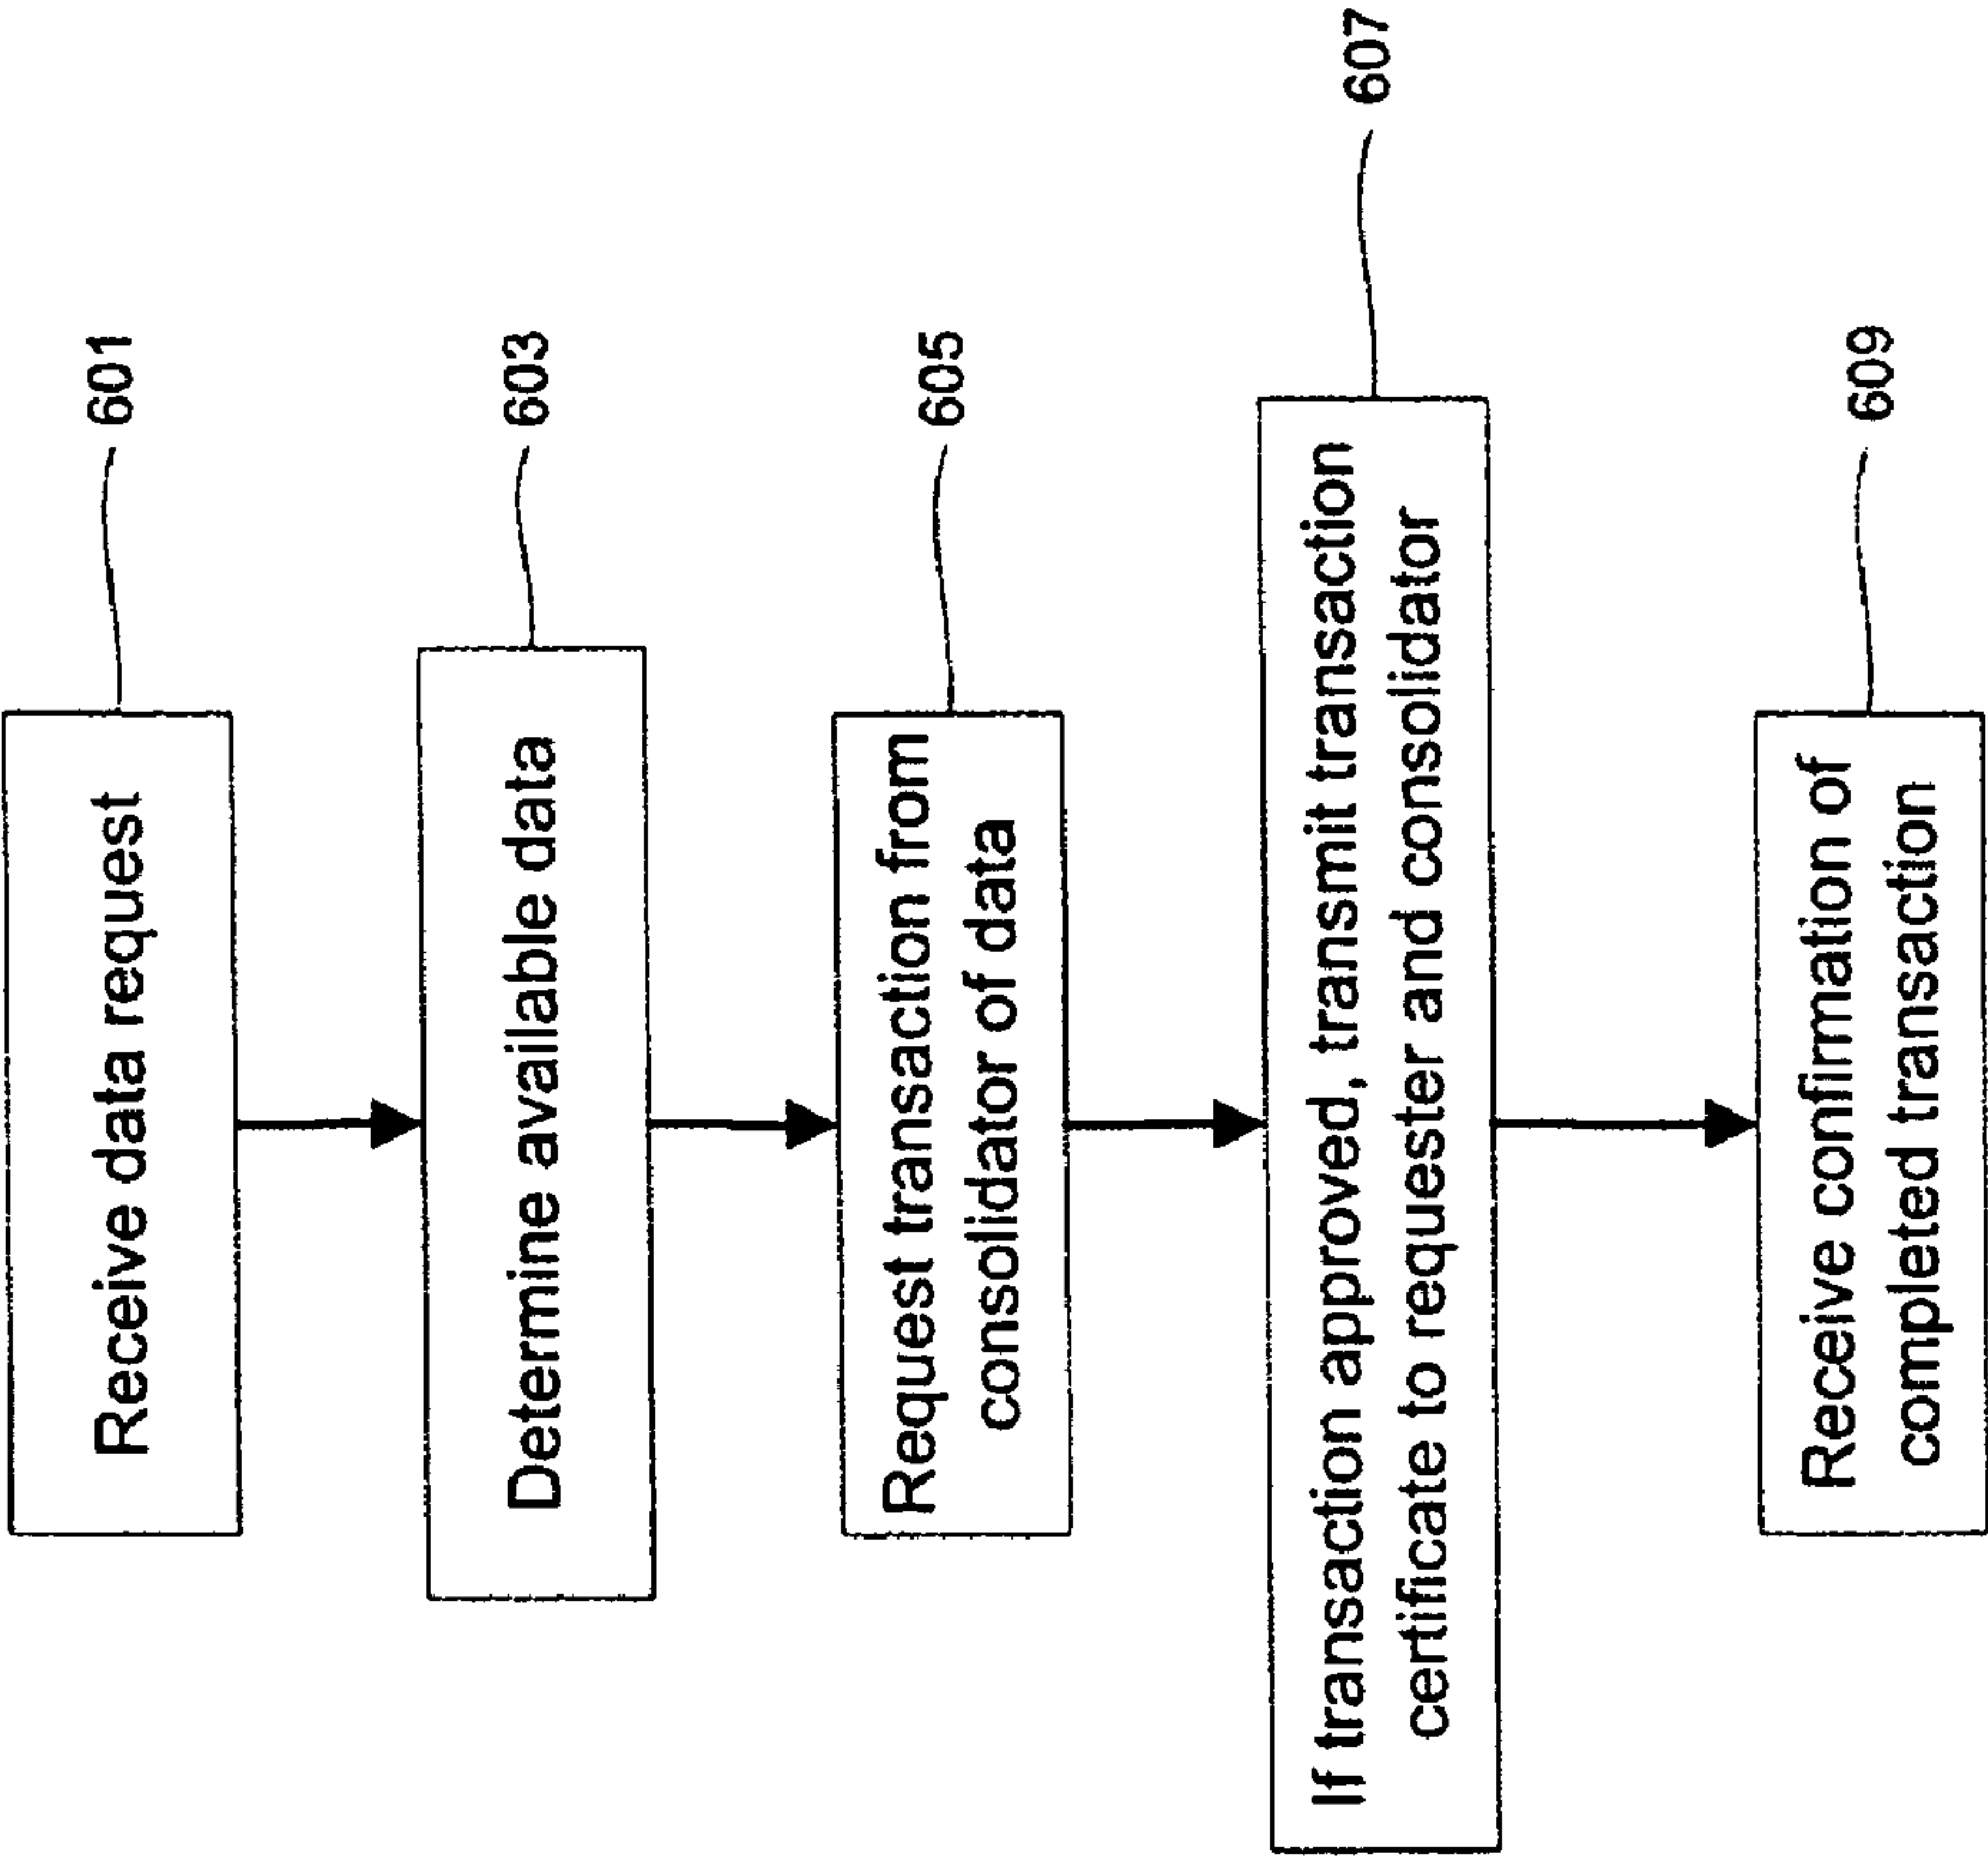 Receive data request
601
Determine available data
603
Request transaction from
consolidator of data
605
If transaction approved, transmit transaction
certificate to requester and consolidator
607
Receive confirmation of
completed transaction
609